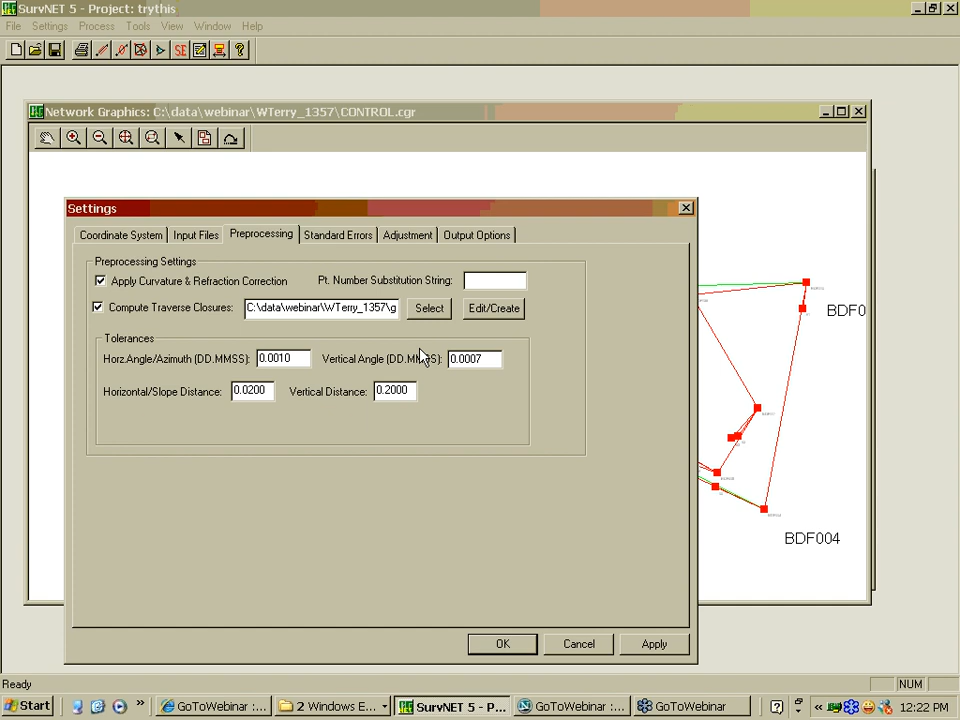 SurvNET 5 - Project: trythis
File Settings Process Tools View Window Help
SE
Network Graphics: C:\data\webinar\WTerry_1357\CONTROL.cgr
Settings
Coordinate System Input Files Preprocessing Standard Errors Adjustment Output Options
Preprocessing Settings
Apply Curvature & Refraction Correction Pt. Number Substitution String:
Compute Traverse Closures: C:\data\webinar\WTerry_1357\g Select Edit/Create
Tolerances
Horz.Angle/Azimuth (DD.MMSS): 0.0010 Vertical Angle (DD.MMSS): 0.0007
Horizontal/Slope Distance: 0.0200 Vertical Distance: 0.2000
BDF0
BDF004
OK Cancel Apply
Ready NUM
Start » GoToWebinar :... 2 Windows E... SurvNET 5 - P... GoToWebinar :... GoToWebinar « 12:22 PM